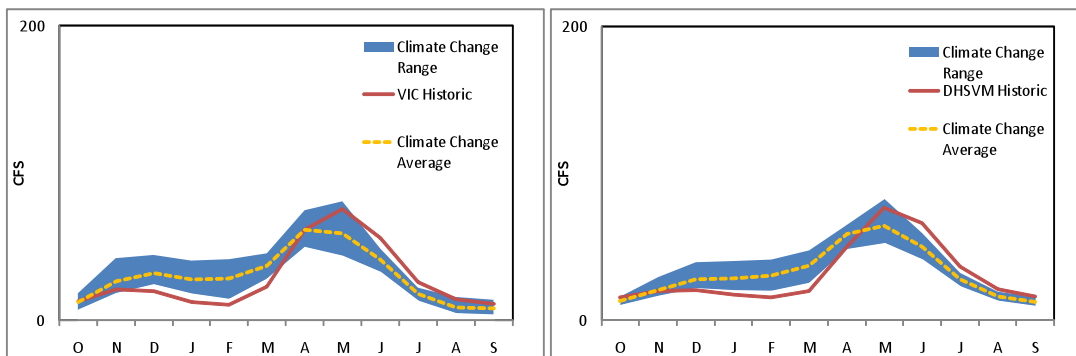 200
Climate Change
Range
VIC Historic
Climate Change
Average
CFS
0
O N D J F M A M J J A S
200
Climate Change
Range
DHSVM Historic
Climate Change
Average
CFS
0
O N D J F M A M J J A S